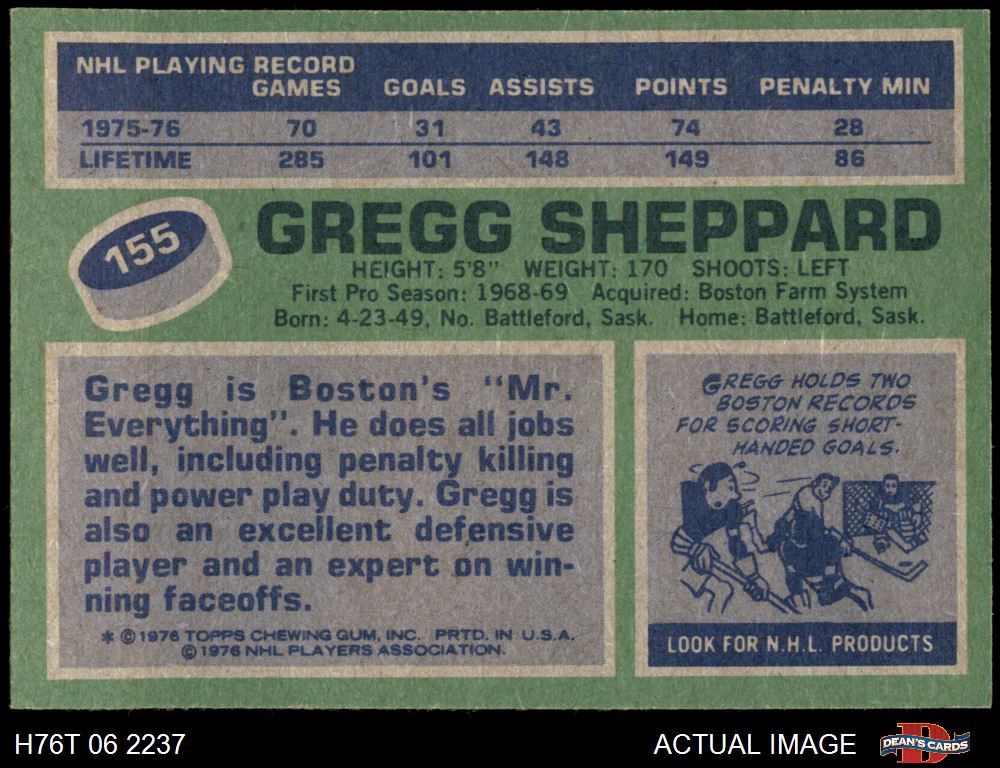 NHL PLAYING RECORD
GAMES GOALS ASSISTS POINTS PENALTY MIN
1975-76 70 31 43 74 28
LIFETIME 285 101 148 149 86
155
GREGG SHEPPARD
HEIGHT: 5'8" WEIGHT: 170 SHOOTS: LEFT
First Pro Season: 1968-69 Acquired: Boston Farm System
Born: 4-23-49, No. Battleford, Sask. Home: Battleford, Sask.
Gregg is Boston's "Mr.
Everything". He does all jobs
well, including penalty killing
and power play duty. Gregg is
also an excellent defensive
player and an expert on win-
ning faceoffs.
* © 1976 TOPPS CHEWING GUM, INC. PRTD. IN U.S.A.
© 1976 NHL PLAYERS ASSOCIATION.
GREGG HOLDS TWO
BOSTON RECORDS
FOR SCORING SHORT-
HANDED GOALS.
LOOK FOR N.H.L. PRODUCTS
H76T 06 2237
ACTUAL IMAGE
D
DEAN'S CARDS